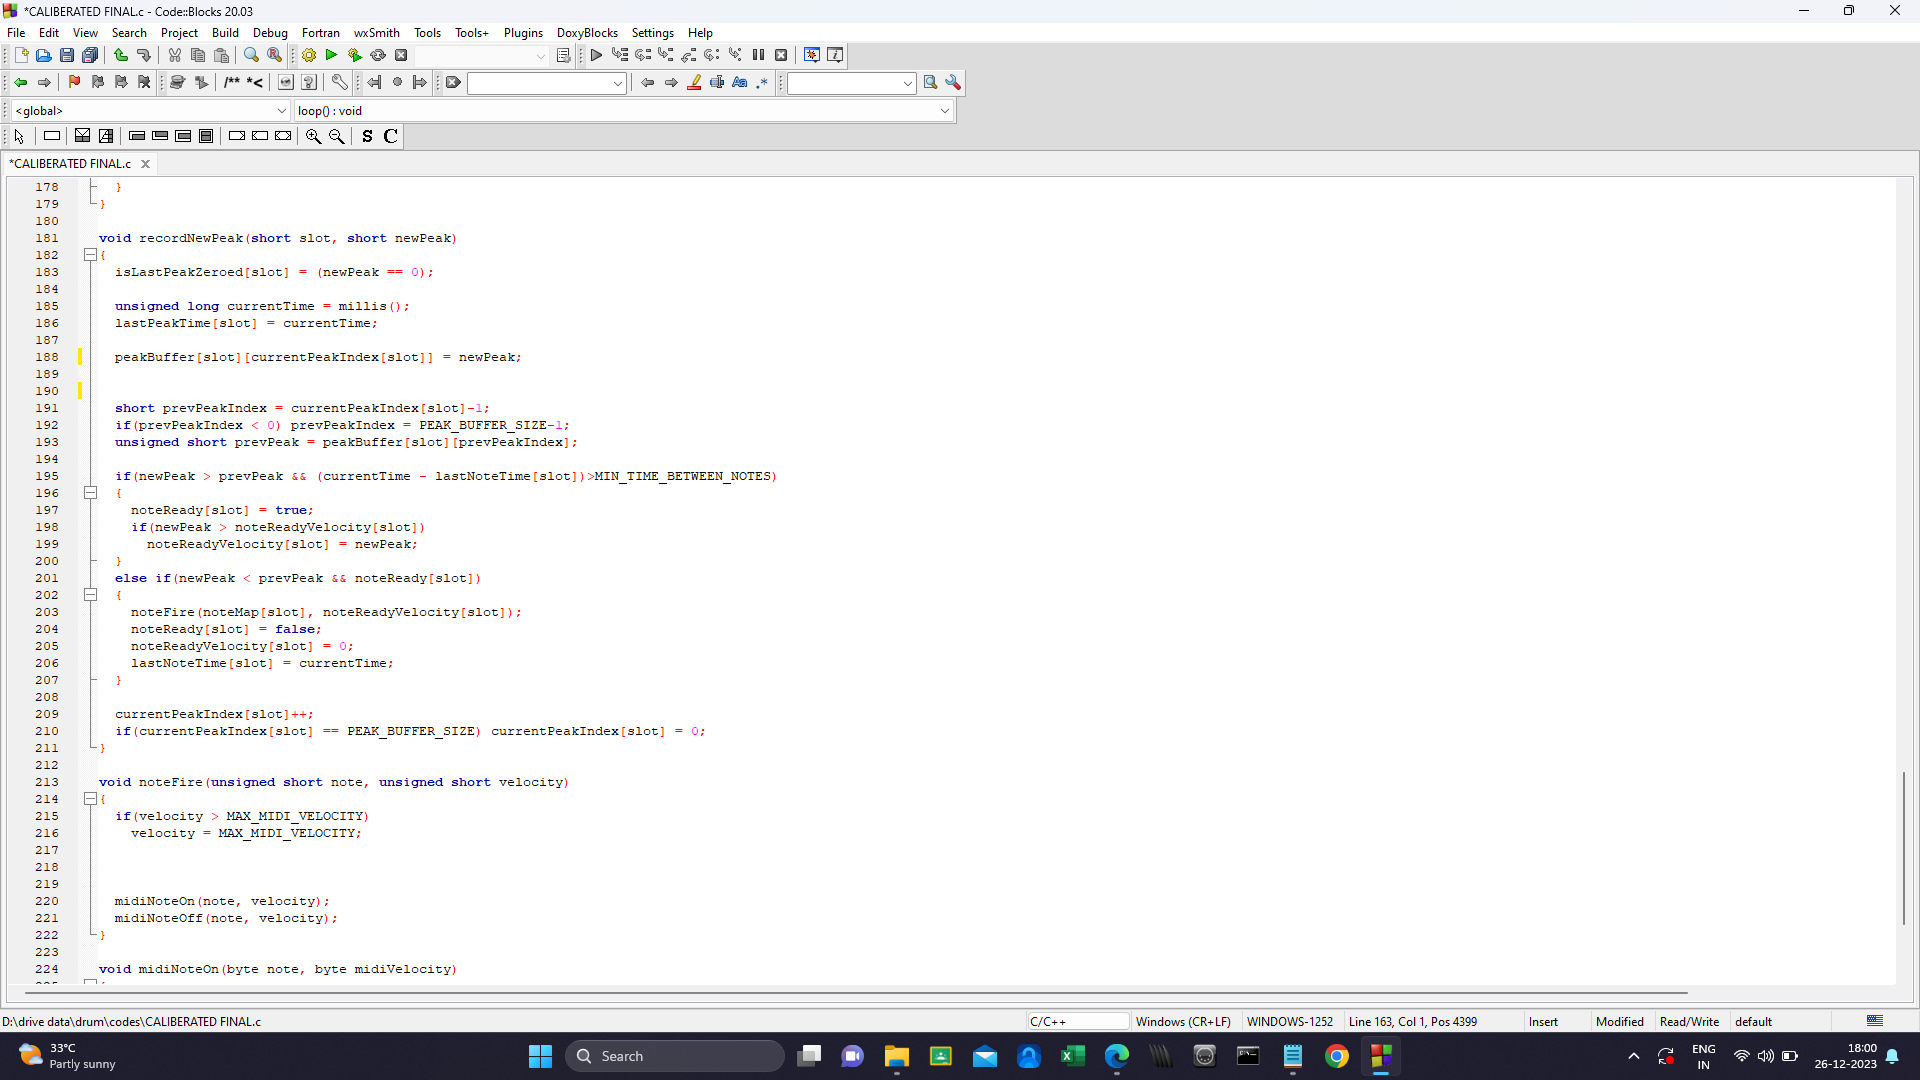 *CALIBERATED FINAL.c - Code::Blocks 20.03
File Edit View Search Project Build Debug Fortran wxSmith Tools Tools+ Plugins DoxyBlocks Settings Help
/** *<
Aa .*
<global> loop() : void
S C
*CALIBERATED FINAL.c
178 }
179 }
180
181 void recordNewPeak(short slot, short newPeak)
182 {
183 isLastPeakZeroed[slot] = (newPeak == 0);
184
185 unsigned long currentTime = millis();
186 lastPeakTime[slot] = currentTime;
187
188 peakBuffer[slot][currentPeakIndex[slot]] = newPeak;
189
190
191 short prevPeakIndex = currentPeakIndex[slot]-1;
192 if(prevPeakIndex < 0) prevPeakIndex = PEAK_BUFFER_SIZE-1;
193 unsigned short prevPeak = peakBuffer[slot][prevPeakIndex];
194
195 if(newPeak > prevPeak && (currentTime - lastNoteTime[slot])>MIN_TIME_BETWEEN_NOTES)
196 {
197 noteReady[slot] = true;
198 if(newPeak > noteReadyVelocity[slot])
199 noteReadyVelocity[slot] = newPeak;
200 }
201 else if(newPeak < prevPeak && noteReady[slot])
202 {
203 noteFire(noteMap[slot], noteReadyVelocity[slot]);
204 noteReady[slot] = false;
205 noteReadyVelocity[slot] = 0;
206 lastNoteTime[slot] = currentTime;
207 }
208
209 currentPeakIndex[slot]++;
210 if(currentPeakIndex[slot] == PEAK_BUFFER_SIZE) currentPeakIndex[slot] = 0;
211 }
212
213 void noteFire(unsigned short note, unsigned short velocity)
214 {
215 if(velocity > MAX_MIDI_VELOCITY)
216 velocity = MAX_MIDI_VELOCITY;
217
218
219
220 midiNoteOn(note, velocity);
221 midiNoteOff(note, velocity);
222 }
223
224 void midiNoteOn(byte note, byte midiVelocity)
D:\drive data\drum\codes\CALIBERATED FINAL.c C/C++ Windows (CR+LF) WINDOWS-1252 Line 163, Col 1, Pos 4399 Insert Modified Read/Write default
33°C
Partly sunny
Search
ENG
IN
18:00
26-12-2023